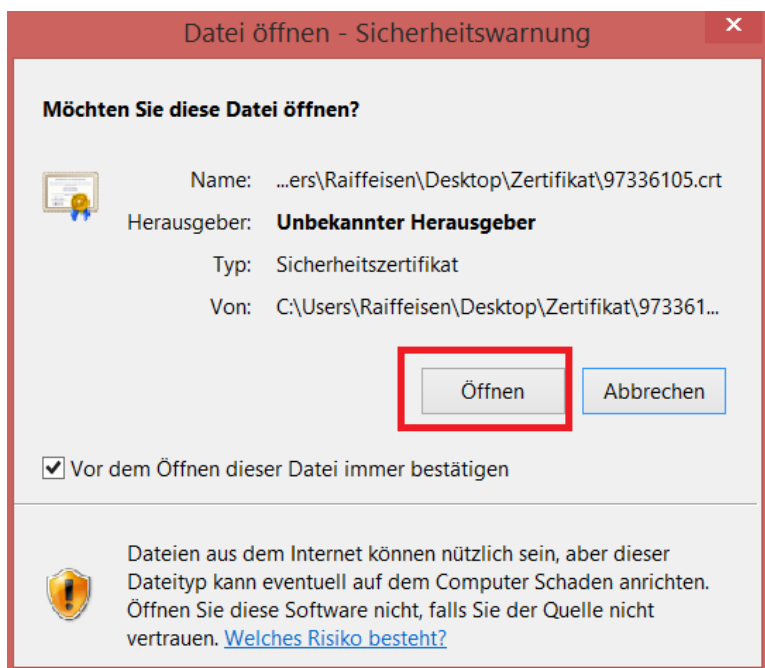 Datei öffnen - Sicherheitswarnung
Möchten Sie diese Datei öffnen?
Name: ...ers\Raiffeisen\Desktop\Zertifikat\97336105.crt
Herausgeber: Unbekannter Herausgeber
Typ: Sicherheitszertifikat
Von: C:\Users\Raiffeisen\Desktop\Zertifikat\973361...
Öffnen Abbrechen
Vor dem Öffnen dieser Datei immer bestätigen
Dateien aus dem Internet können nützlich sein, aber dieser
Dateityp kann eventuell auf dem Computer Schaden anrichten.
Öffnen Sie diese Software nicht, falls Sie der Quelle nicht
vertrauen. Welches Risiko besteht?